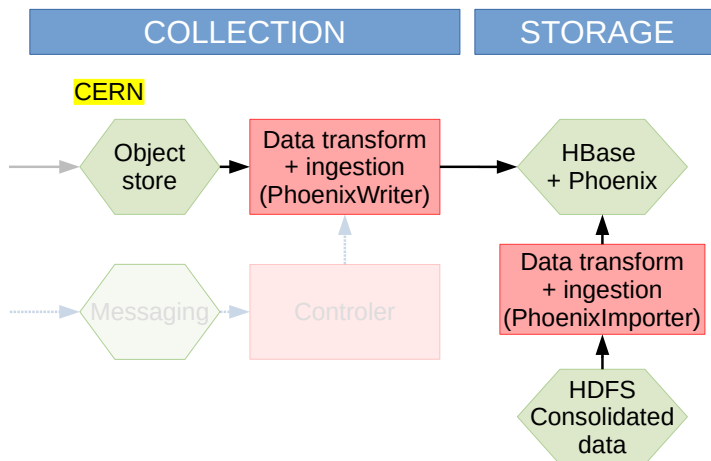 COLLECTION
STORAGE
CERN
Object
store
Data transform
+ ingestion
(PhoenixWriter)
HBase
+ Phoenix
Messaging
Controler
Data transform
+ ingestion
(PhoenixImporter)
HDFS
Consolidated
data